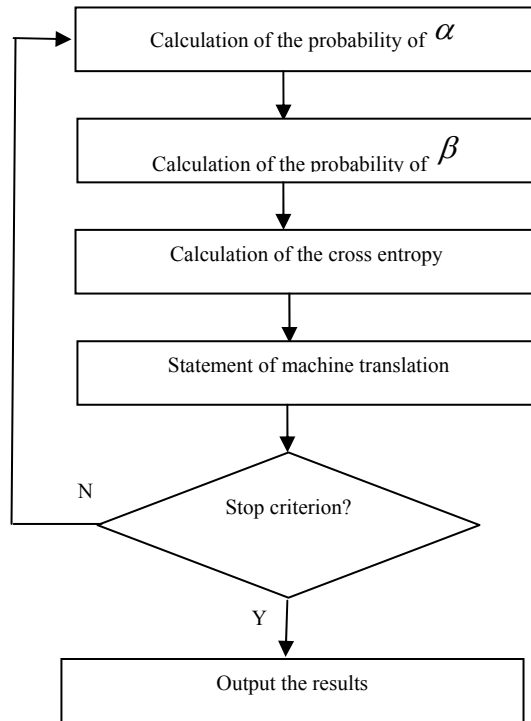 Calculation of the probability of α
Calculation of the probability of β
Calculation of the cross entropy
Statement of machine translation
Stop criterion?
N
Y
Output the results